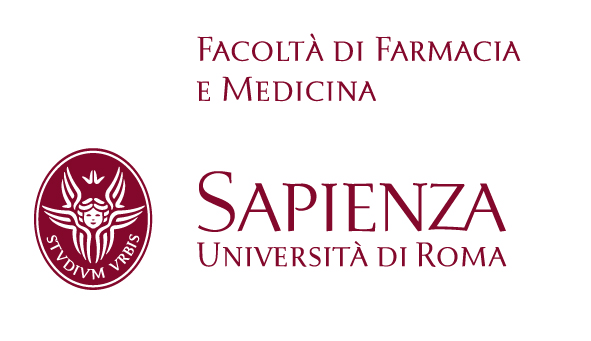 Facoltà di Farmacia
e Medicina
Sapienza
Università di Roma
STVDIVM VRBIS